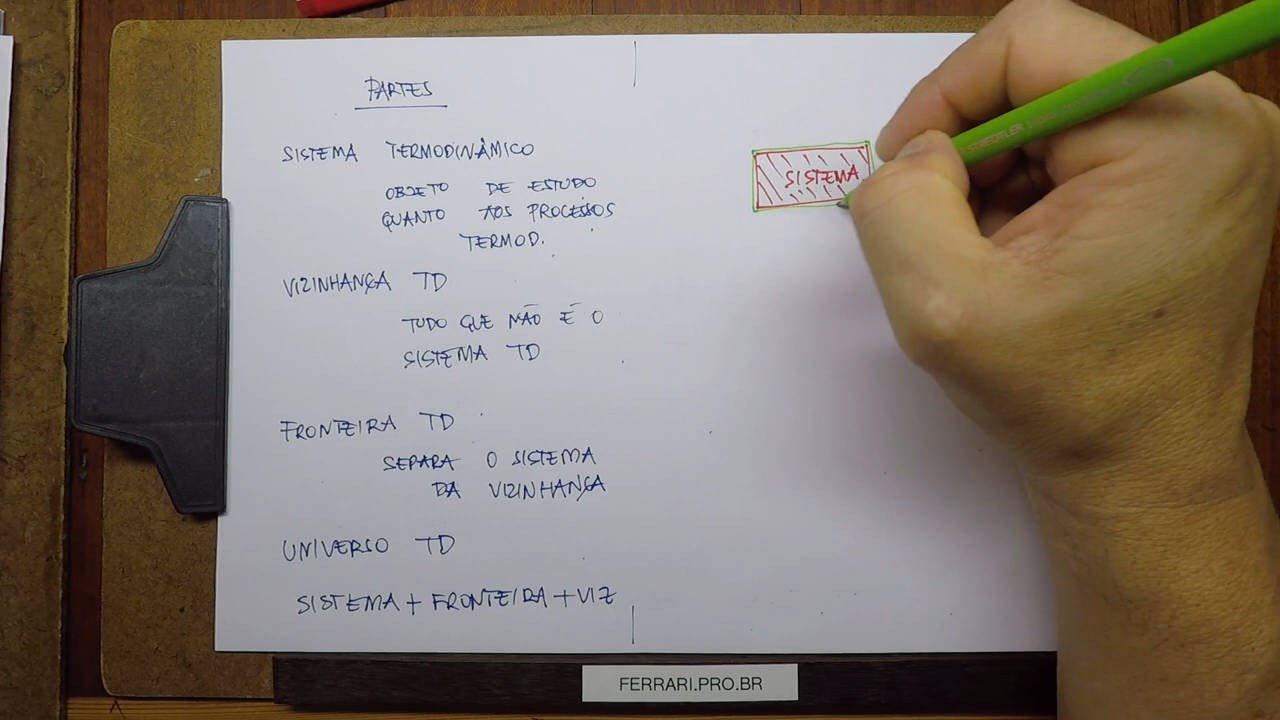 PARTES
SISTEMA TERMODINÂMICO
OBJETO DE ESTUDO
QUANTO AOS PROCESSOS
TERMOD.
VIZINHANÇA TD
TUDO QUE NÃO É O
SISTEMA TD
FRONTEIRA TD
SEPARA O SISTEMA
DA VIZINHANÇA
UNIVERSO TD
SISTEMA + FRONTEIRA + VIZ
SISTEMA
STAEDTLER
FERRARI.PRO.BR